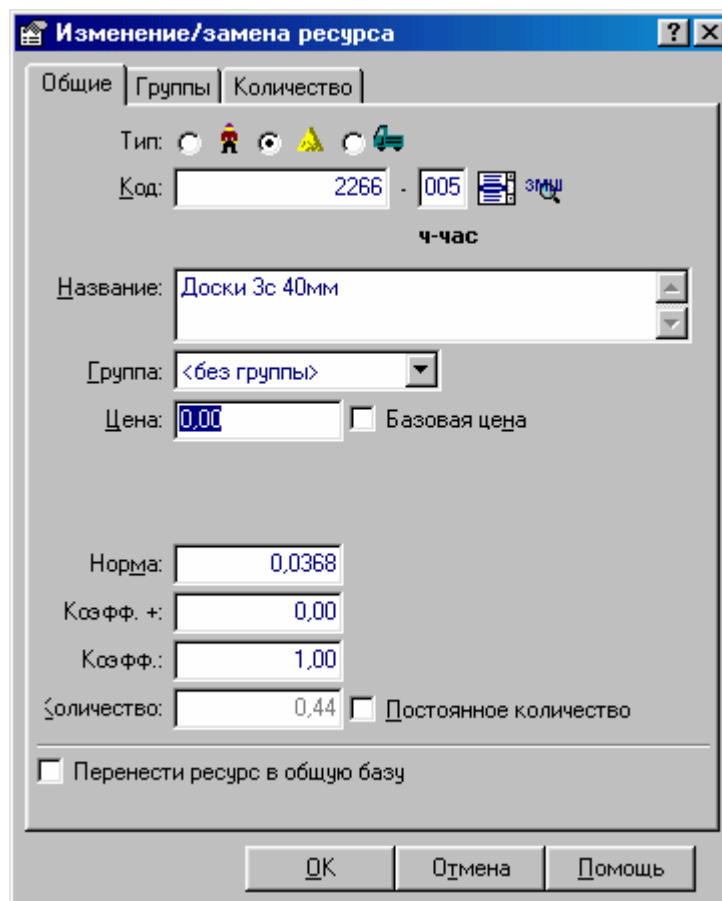 Изменение/замена ресурса
Общие Группы Количество
Тип:
Код: 2266 - 005 ЗМШ
ч-час
Название: Доски 3с 40мм
Группа: <без группы>
Цена: 0,00 Базовая цена
Норма: 0,0368
Коэфф. +: 0,00
Коэфф.: 1,00
Количество: 0,44 Постоянное количество
Перенести ресурс в общую базу
OK Отмена Помощь